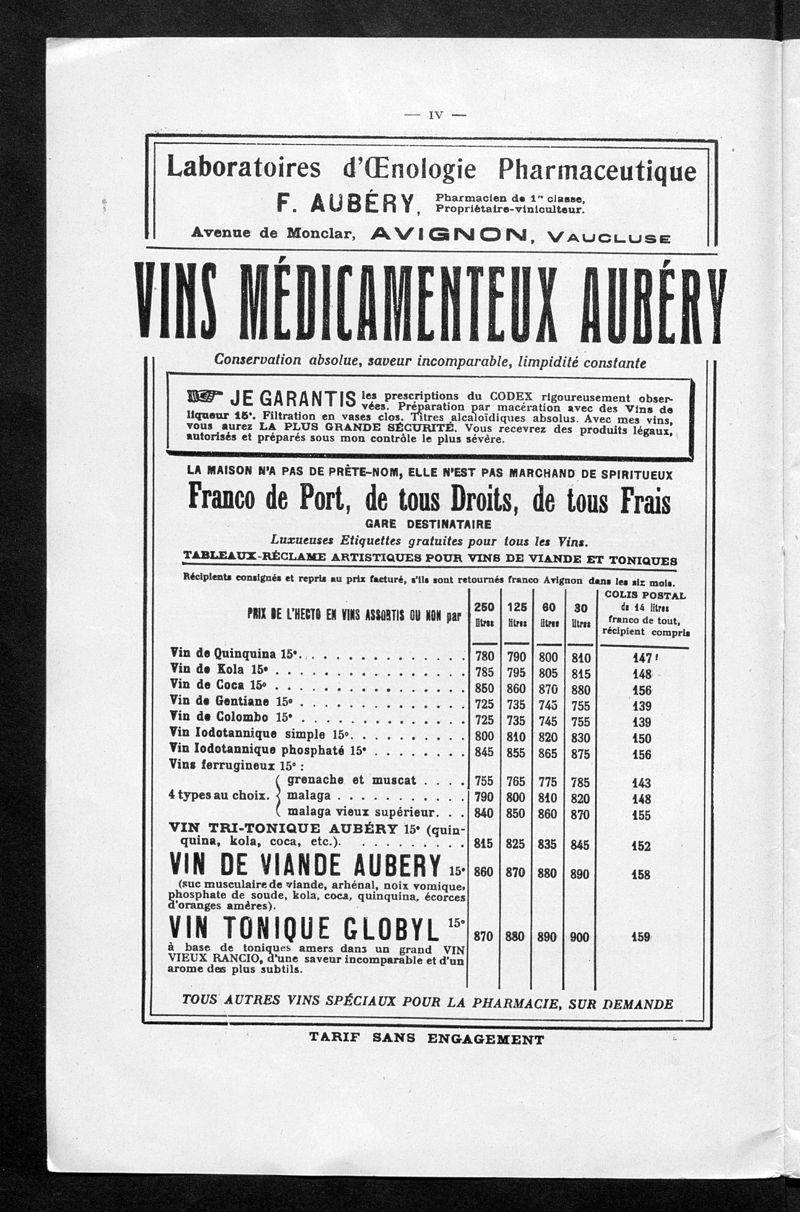 — IV —
Laboratoires d'Œnologie Pharmaceutique
F. AUBÉRY, Pharmacien de 1re classe,
Propriétaire-viniculteur.
Avenue de Monclar, AVIGNON, VAUCLUSE
VINS MÉDICAMENTEUX AUBÉRY
Conservation absolue, saveur incomparable, limpidité constante
☞ JE GARANTIS les prescriptions du CODEX rigoureusement obser-
vées. Préparation par macération avec des Vins de
liqueur 15°. Filtration en vases clos. Titres alcaloïdiques absolus. Avec mes vins,
vous aurez LA PLUS GRANDE SÉCURITÉ. Vous recevrez des produits légaux,
autorisés et préparés sous mon contrôle le plus sévère.
LA MAISON N'A PAS DE PRÊTE-NOM, ELLE N'EST PAS MARCHAND DE SPIRITUEUX
Franco de Port, de tous Droits, de tous Frais
GARE DESTINATAIRE
Luxueuses Etiquettes gratuites pour tous les Vins.
TABLEAUX-RÉCLAME ARTISTIQUES POUR VINS DE VIANDE ET TONIQUES
Récipients consignés et repris au prix facturé, s'ils sont retournés franco Avignon dans les six mois.
PRIX DE L'HECTO EN VINS ASSORTIS OU NON par
250 litres 125 litres 60 litres 30 litres
COLIS POSTAL
de 14 litres
franco de tout,
récipient compris
Vin de Quinquina 15°. . . . . . . . . . . . . . . 780 790 800 810 147'
Vin de Kola 15° . . . . . . . . . . . . . . . . 785 795 805 815 148
Vin de Coca 15° . . . . . . . . . . . . . . . . 850 860 870 880 156
Vin de Gentiane 15° . . . . . . . . . . . . . . 725 735 745 755 139
Vin de Colombo 15° . . . . . . . . . . . . . . 725 735 745 755 139
Vin Iodotannique simple 15°. . . . . . . . . . 800 810 820 830 150
Vin Iodotannique phosphaté 15° . . . . . . . . 845 855 865 875 156
Vins ferrugineux 15° :
grenache et muscat . . . . 755 765 775 785 143
4 types au choix. malaga . . . . . . . . . . . 790 800 810 820 148
malaga vieux supérieur. . . 840 850 860 870 155
VIN TRI-TONIQUE AUBÉRY 15° (quin-
quina, kola, coca, etc.). . . . . . . . . . 815 825 835 845 152
VIN DE VIANDE AUBERY 15° 860 870 880 890 158
(suc musculaire de viande, arhénal, noix vomique,
phosphate de soude, kola, coca, quinquina, écorces
d'oranges amères).
VIN TONIQUE GLOBYL 15° 870 880 890 900 159
à base de toniques amers dans un grand VIN
VIEUX RANCIO, d'une saveur incomparable et d'un
arome des plus subtils.
TOUS AUTRES VINS SPÉCIAUX POUR LA PHARMACIE, SUR DEMANDE
TARIF SANS ENGAGEMENT